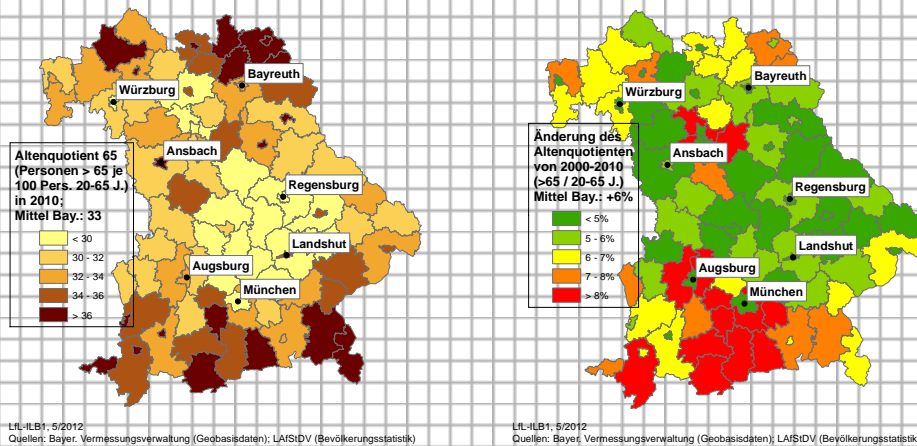 Würzburg
Bayreuth
Ansbach
Altenquotient 65
(Personen > 65 je
100 Pers. 20-65 J.)
in 2010;
Mittel Bay.: 33
< 30
30 - 32
32 - 34
34 - 36
> 36
Regensburg
Landshut
Augsburg
München
LfL-ILB1, 5/2012
Quellen: Bayer. Vermessungsverwaltung (Geobasisdaten); LAfStDV (Bevölkerungsstatistik)
Bayreuth
Würzburg
Änderung des
Altenquotienten
von 2000-2010
(>65 / 20-65 J.)
Mittel Bay.: +6%
< 5%
5 - 6%
6 - 7%
7 - 8%
> 8%
Ansbach
Regensburg
Landshut
Augsburg
München
LfL-ILB1, 5/2012
Quellen: Bayer. Vermessungsverwaltung (Geobasisdaten); LAfStDV (Bevölkerungsstatistik)